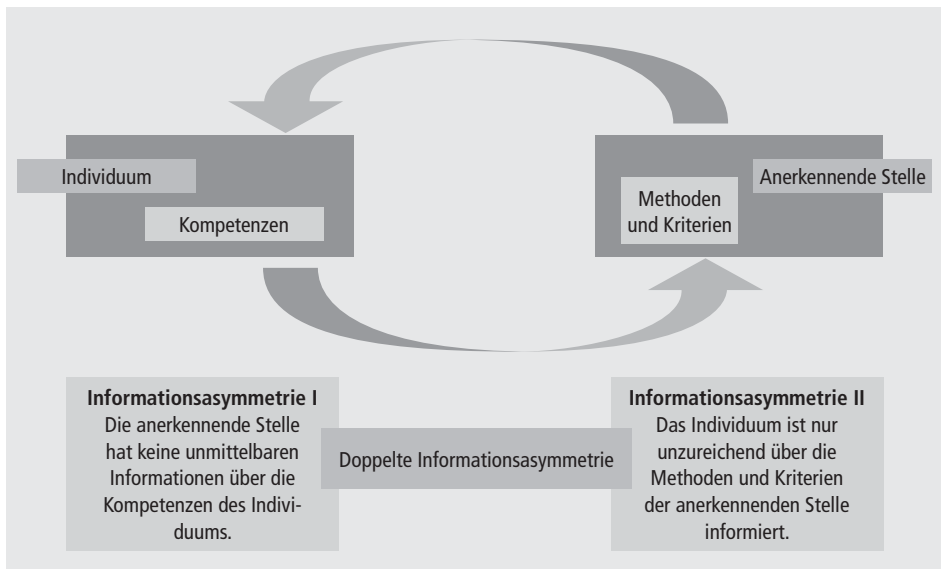 Individuum
Kompetenzen
Anerkennende Stelle
Methoden
und Kriterien
Informationsasymmetrie I
Die anerkennende Stelle
hat keine unmittelbaren
Informationen über die
Kompetenzen des Indivi-
duums.
Doppelte Informationsasymmetrie
Informationsasymmetrie II
Das Individuum ist nur
unzureichend über die
Methoden und Kriterien
der anerkennenden Stelle
informiert.